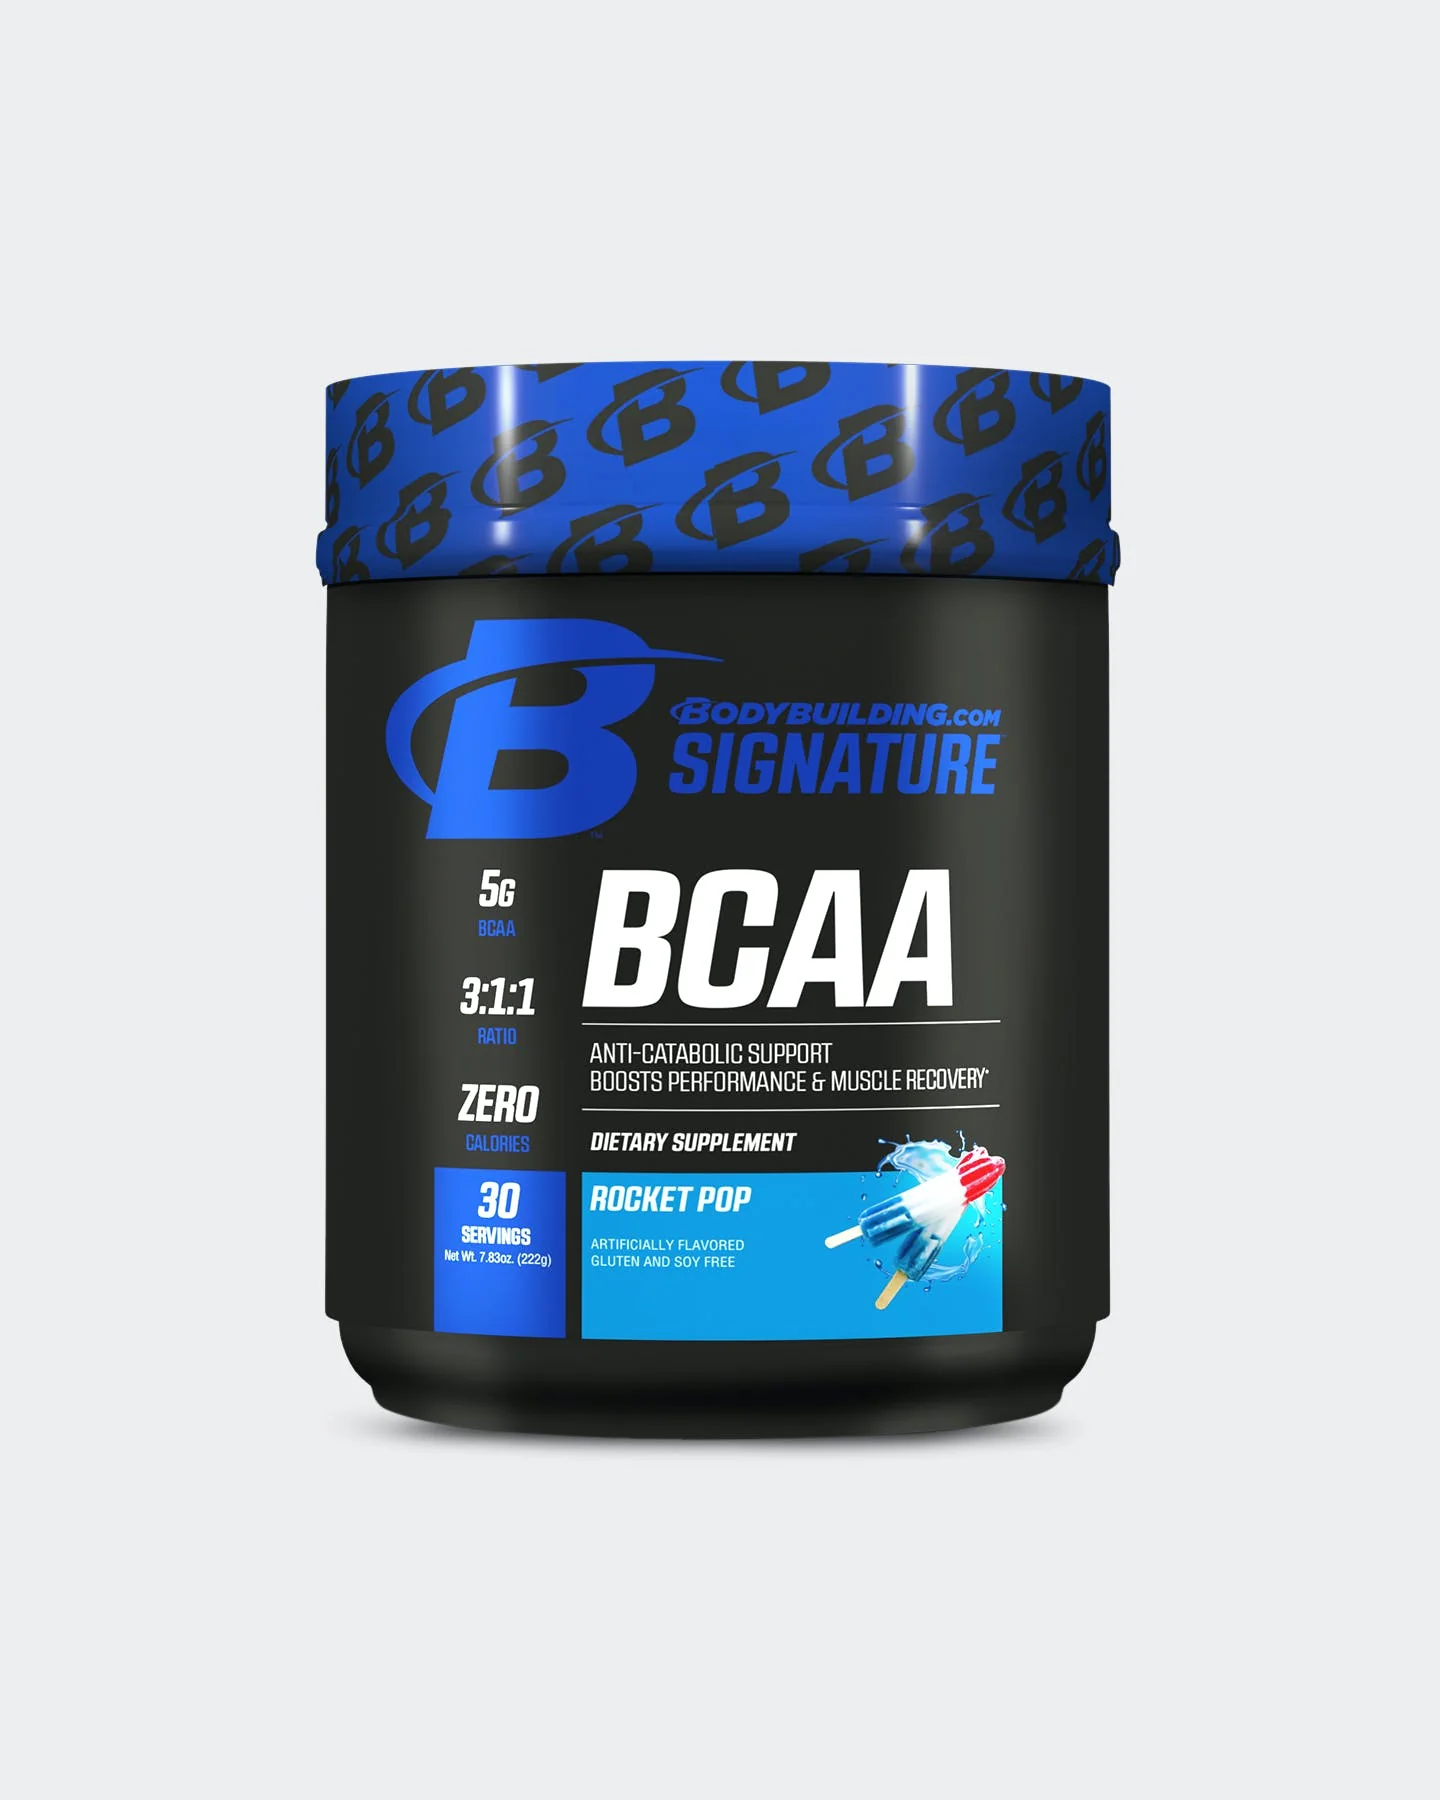 BODYBUILDING.COM
SIGNATURE™
5G
BCAA
3:1:1
RATIO
ZERO
CALORIES
30
SERVINGS
Net Wt. 7.83oz. (222g)
BCAA
ANTI-CATABOLIC SUPPORT
BOOSTS PERFORMANCE & MUSCLE RECOVERY*
DIETARY SUPPLEMENT
ROCKET POP
ARTIFICIALLY FLAVORED
GLUTEN AND SOY FREE